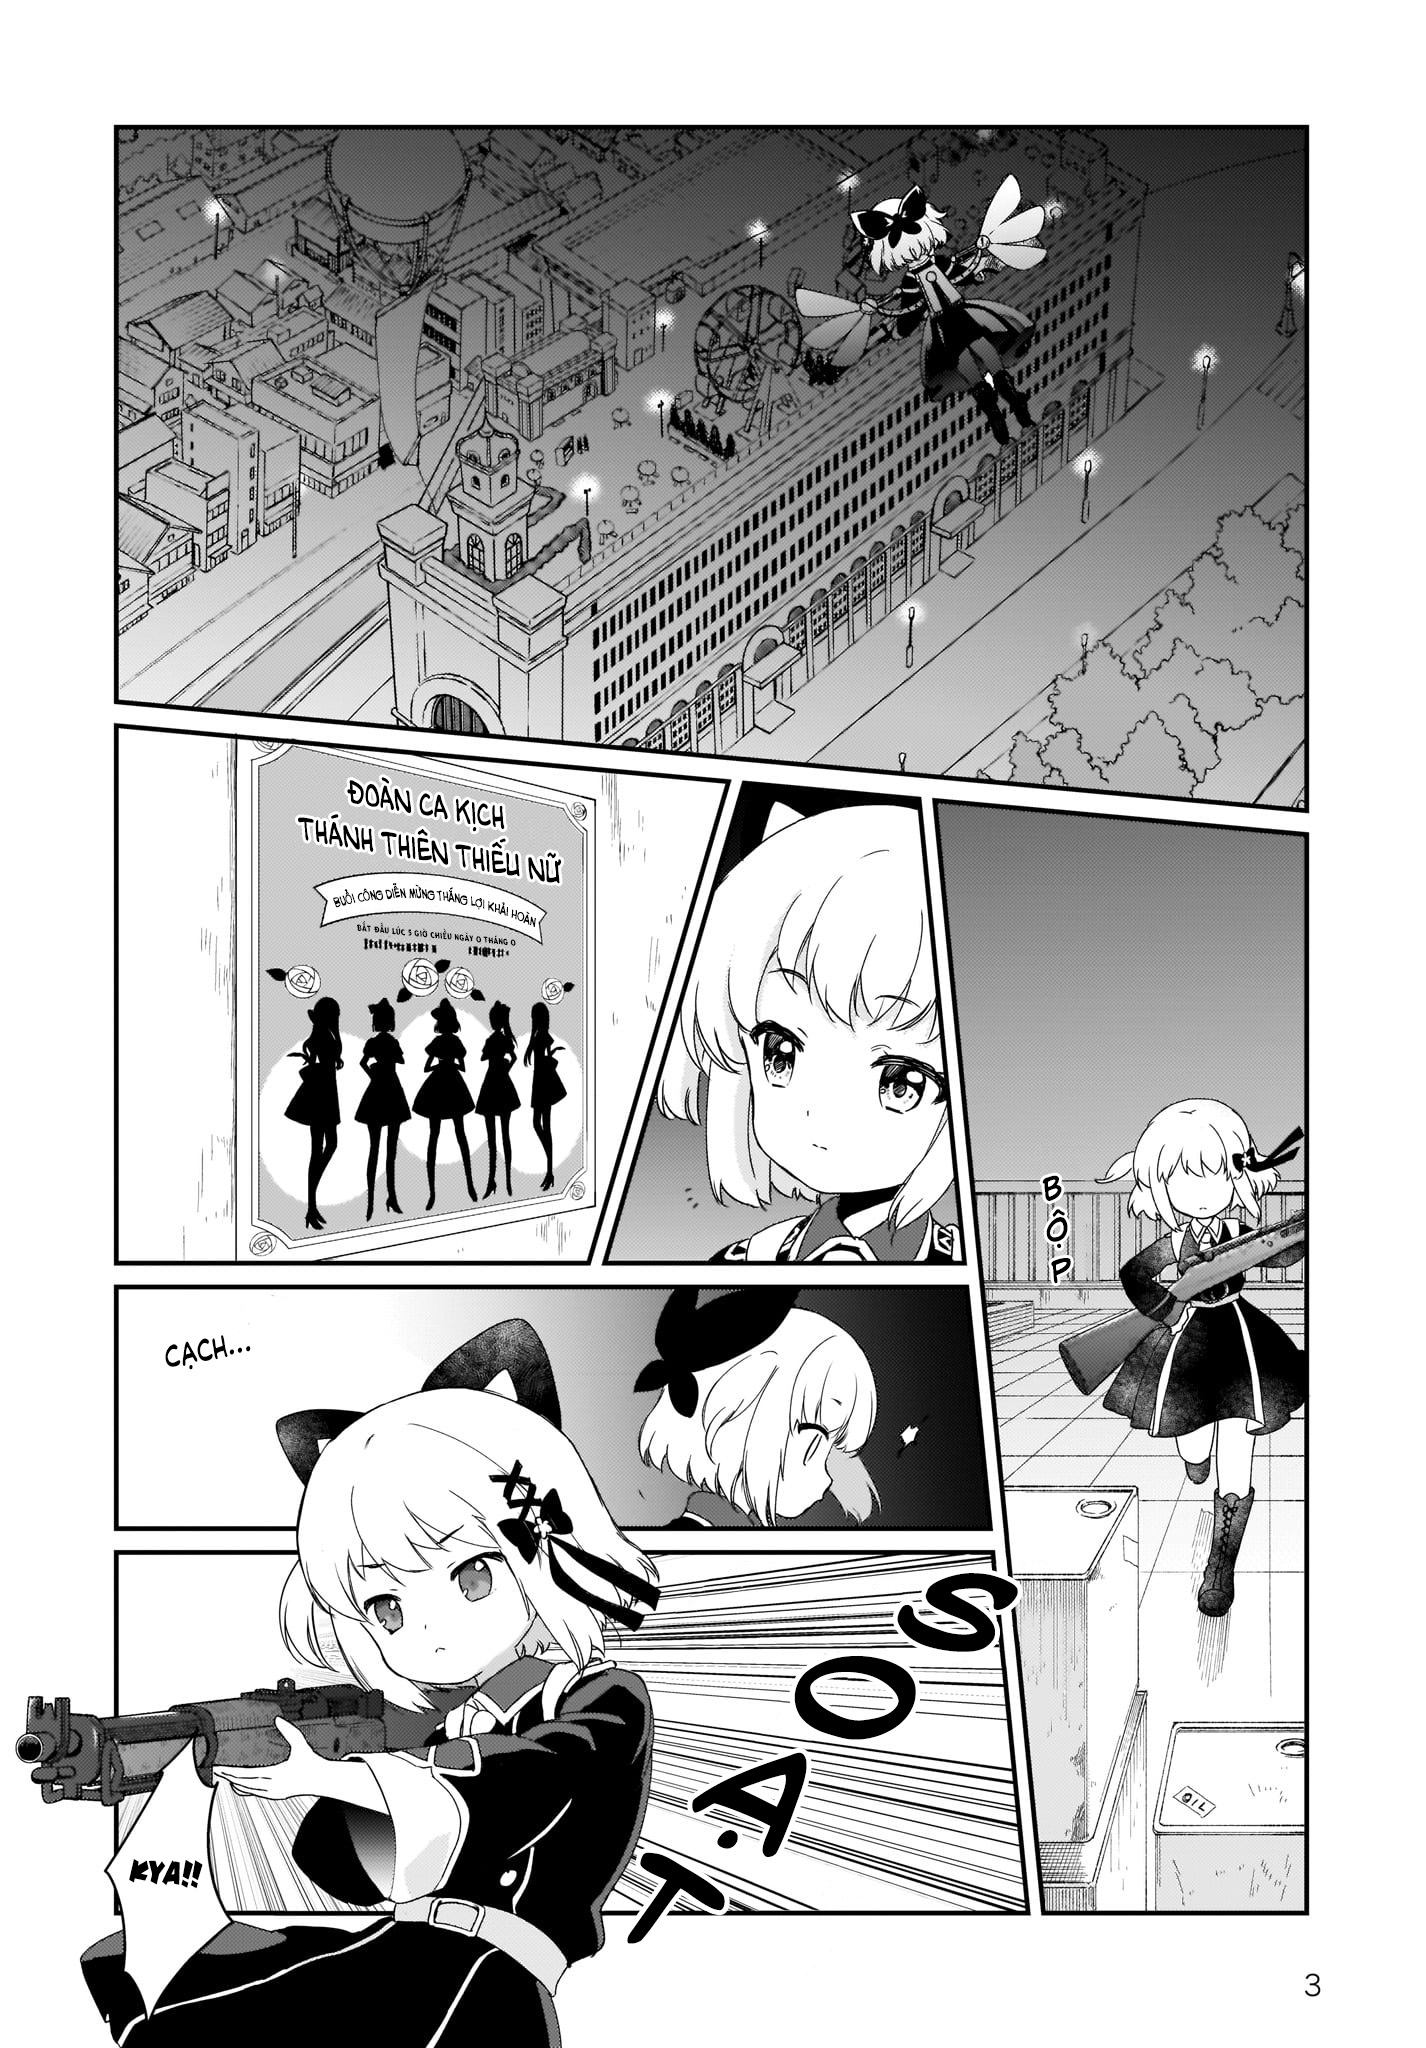 ĐOÀN CA KỊCH
THÁNH THIÊN THIẾU NỮ
BUỔI CÔNG DIỄN MỪNG THẮNG LỢI KHẢI HOÀN
BẮT ĐẦU LÚC 5 GIỜ CHIỀU NGÀY O THÁNG O
BỘP
OIL
CẠCH...
SOẠT
KYA!!
3